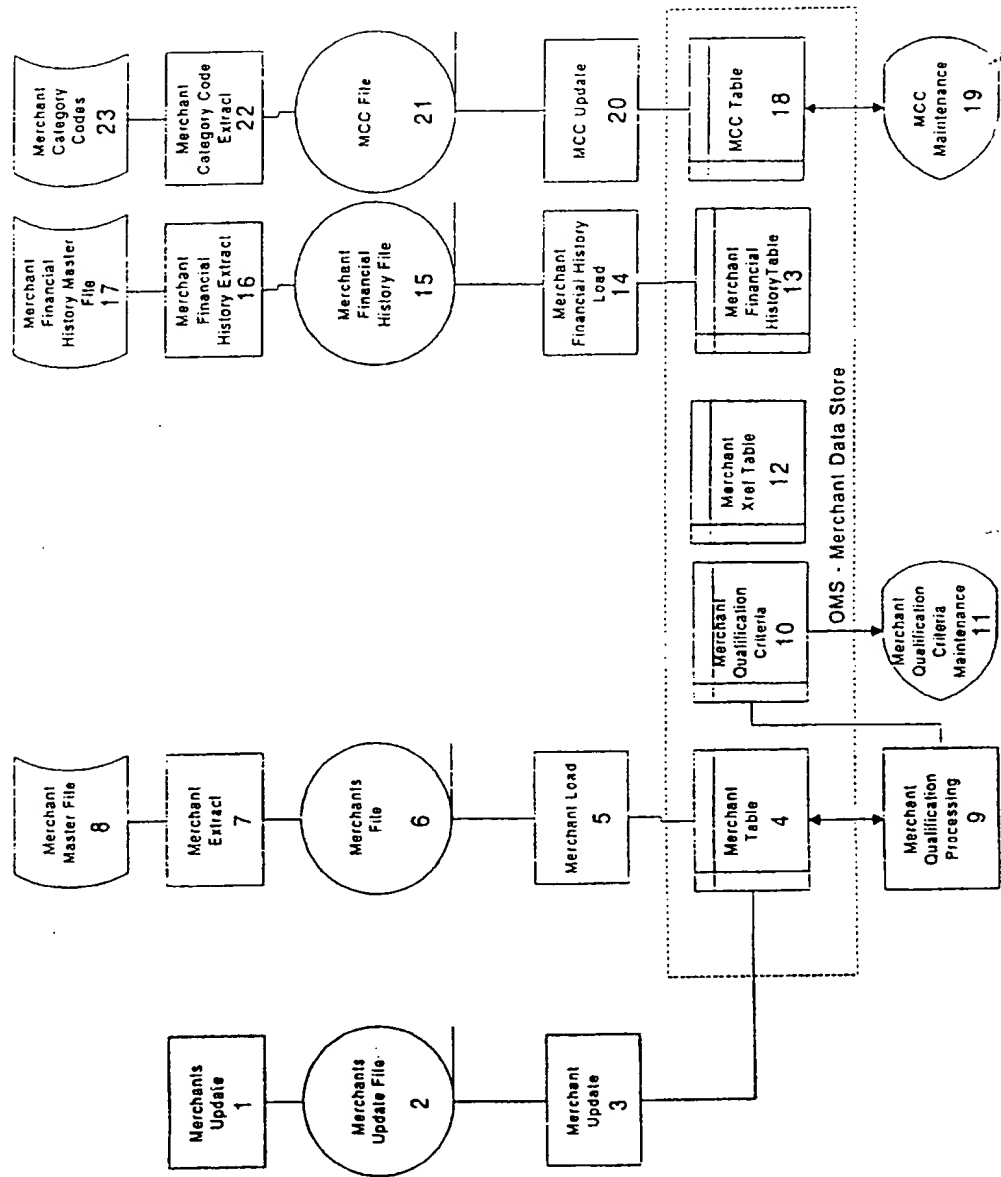 Merchants
Update
1
Merchants
Update File
2
Merchant
Update
3
Merchant
Master File
8
Merchant
Extract
7
Merchants
File
6
Merchant Load
5
Merchant
Table
4
Merchant
Qualification
Processing
9
Merchant
Qualification
Criteria
10
Merchant
Qualification
Criteria
Maintenance
11
Merchant
Xref Table
12
OMS - Merchant Data Store
Merchant
Financial
History Master
File
17
Merchant
Financial
History Extract
16
Merchant
Financial
History File
15
Merchant
Financial History
Load
14
Merchant
Financial
HistoryTable
13
Merchant
Category
Codes
23
Merchant
Category Code
Extract
22
MCC File
21
MCC Update
20
MCC Table
18
MCC
Maintenance
19